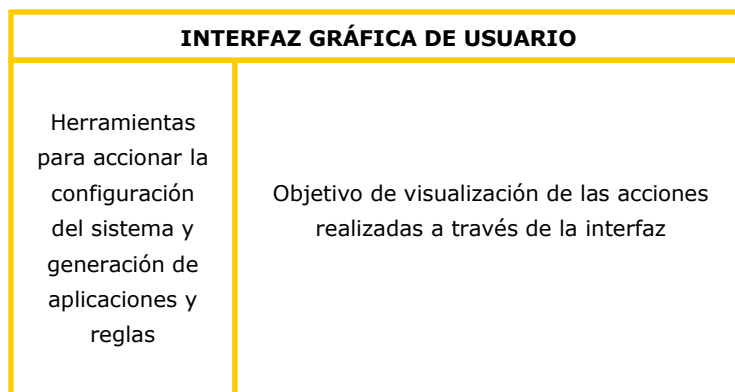 INTERFAZ GRÁFICA DE USUARIO
Herramientas
para accionar la
configuración
del sistema y
generación de
aplicaciones y
reglas
Objetivo de visualización de las acciones
realizadas a través de la interfaz